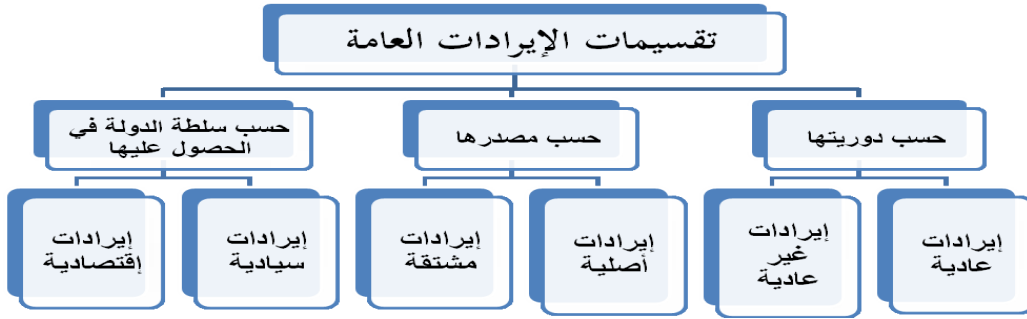 تقسيمات الإيرادات العامة
حسب دوريتها
حسب مصدرها
حسب سلطة الدولة في
الحصول عليها
إيرادات
عادية
إيرادات
غير
عادية
إيرادات
أصلية
إيرادات
مشتقة
إيرادات
سيادية
إيرادات
إقتصادية